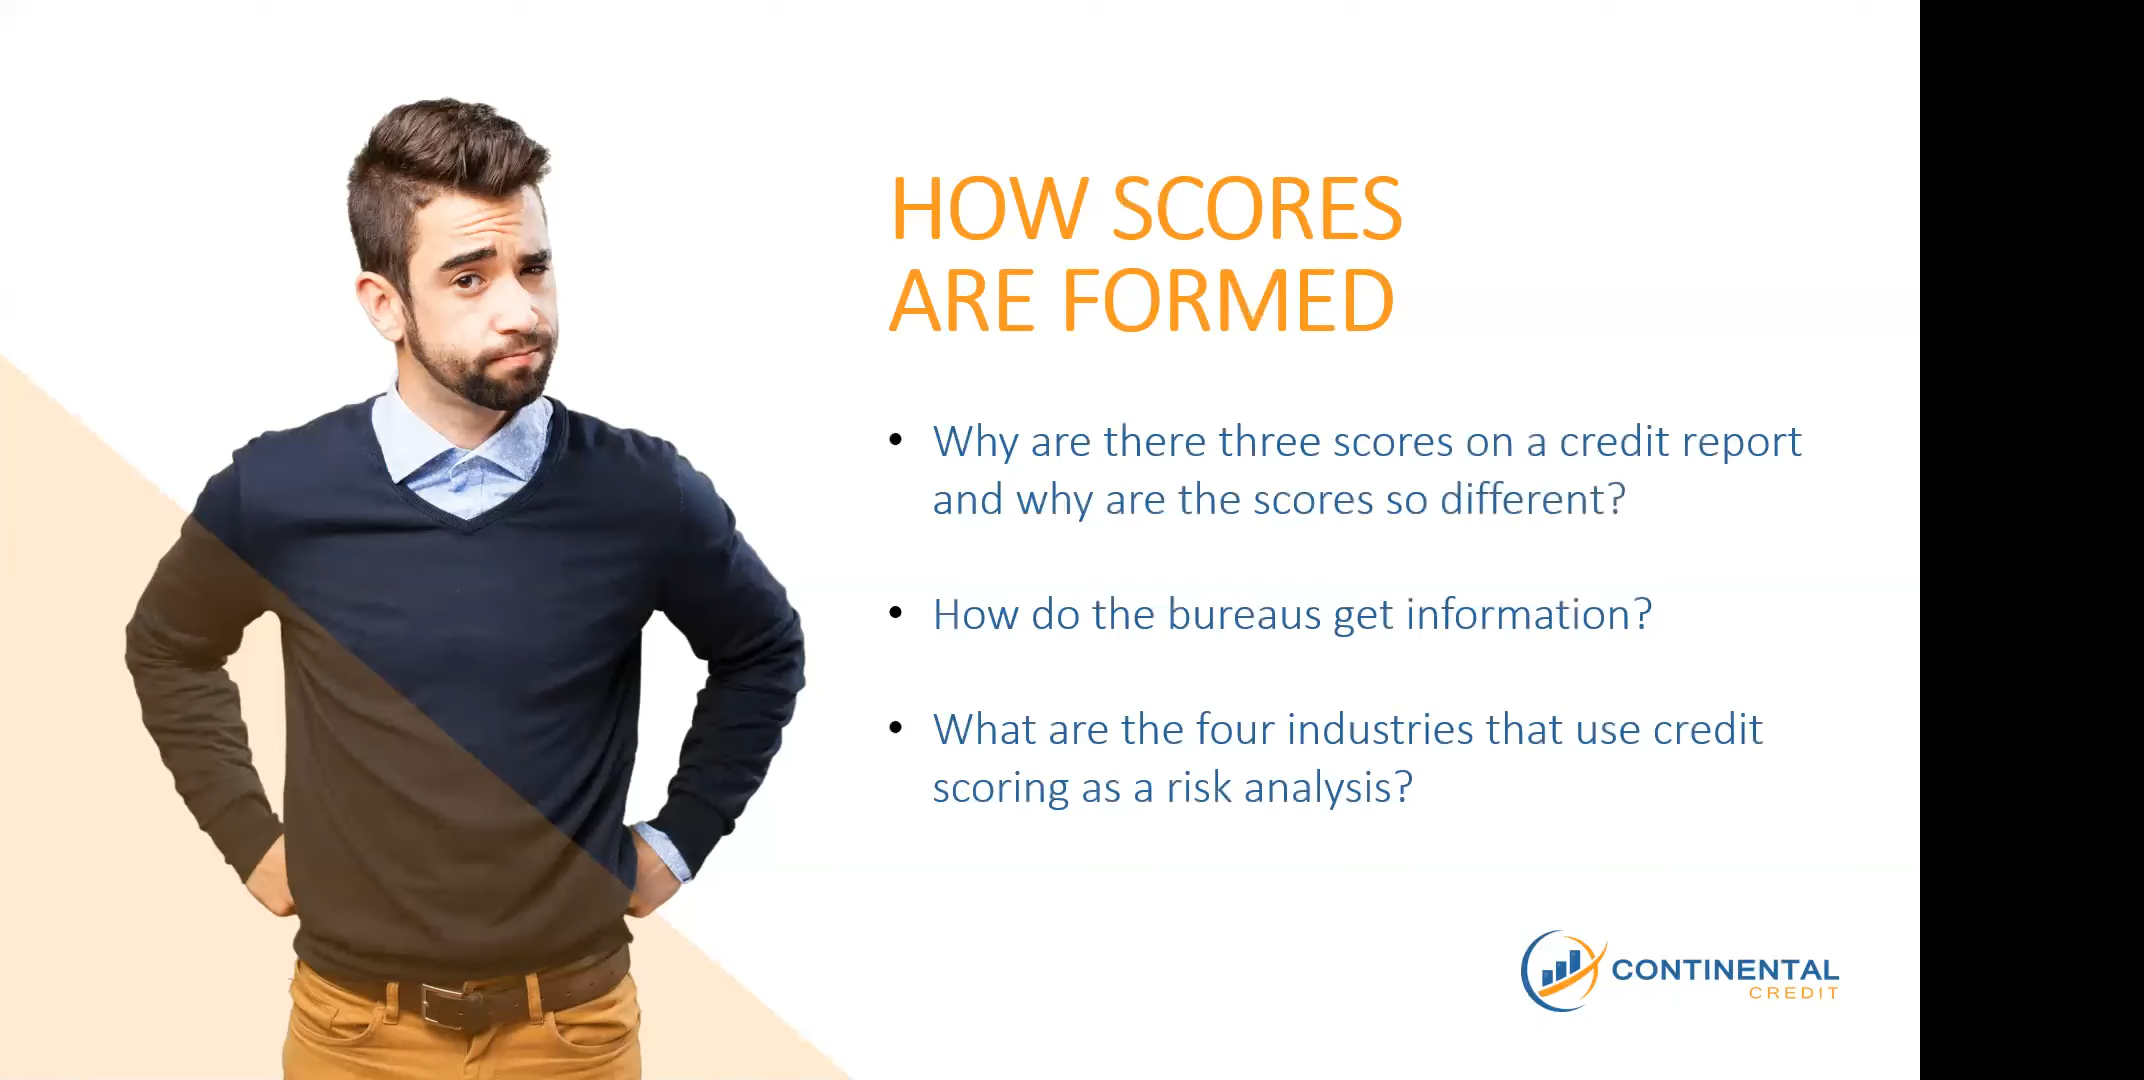 HOW SCORES
ARE FORMED
• Why are there three scores on a credit report
and why are the scores so different?
• How do the bureaus get information?
• What are the four industries that use credit
scoring as a risk analysis?
CONTINENTAL
CREDIT